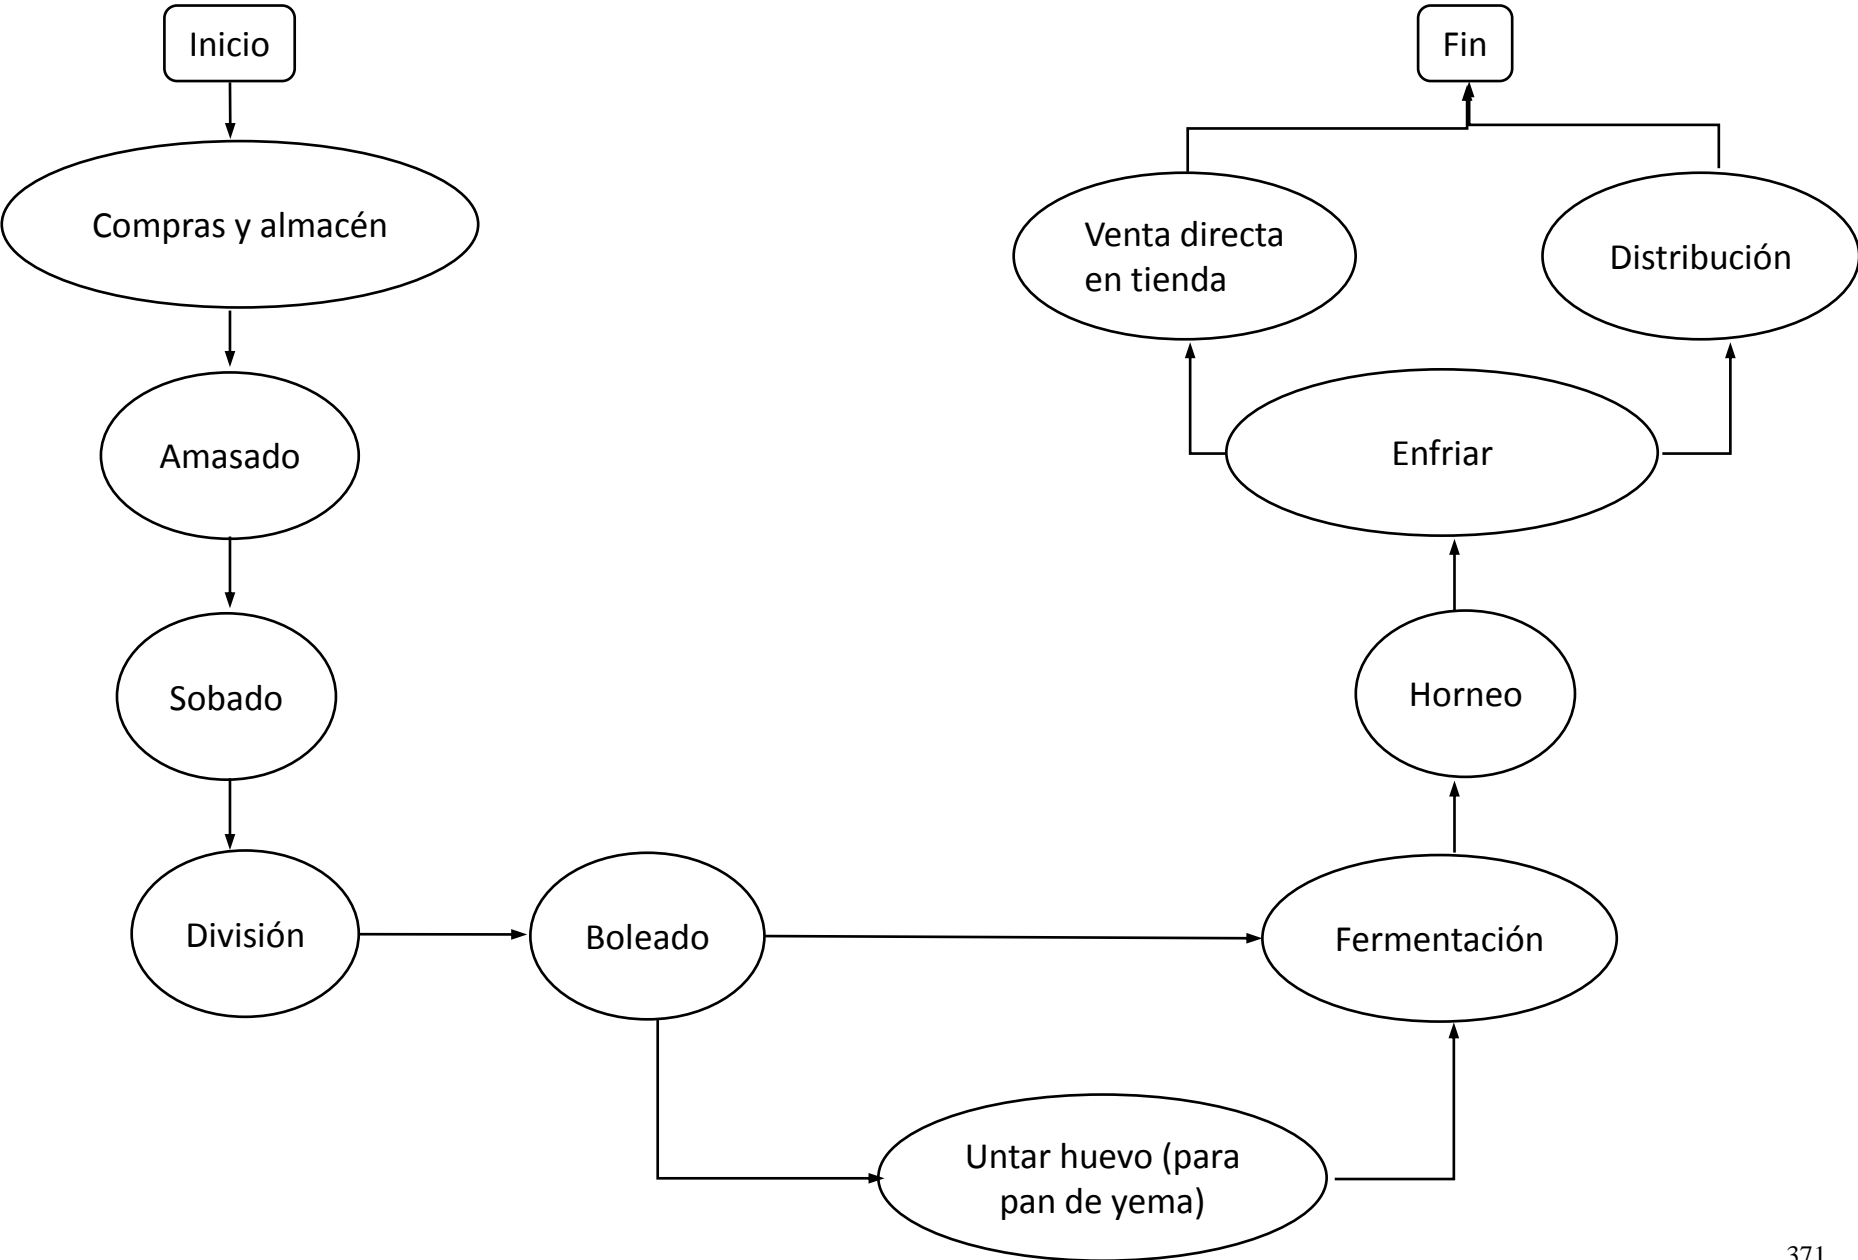 Inicio
Compras y almacén
Amasado
Sobado
División
Boleado
Untar huevo (para
pan de yema)
Fermentación
Horneo
Enfriar
Venta directa
en tienda
Distribución
Fin
371